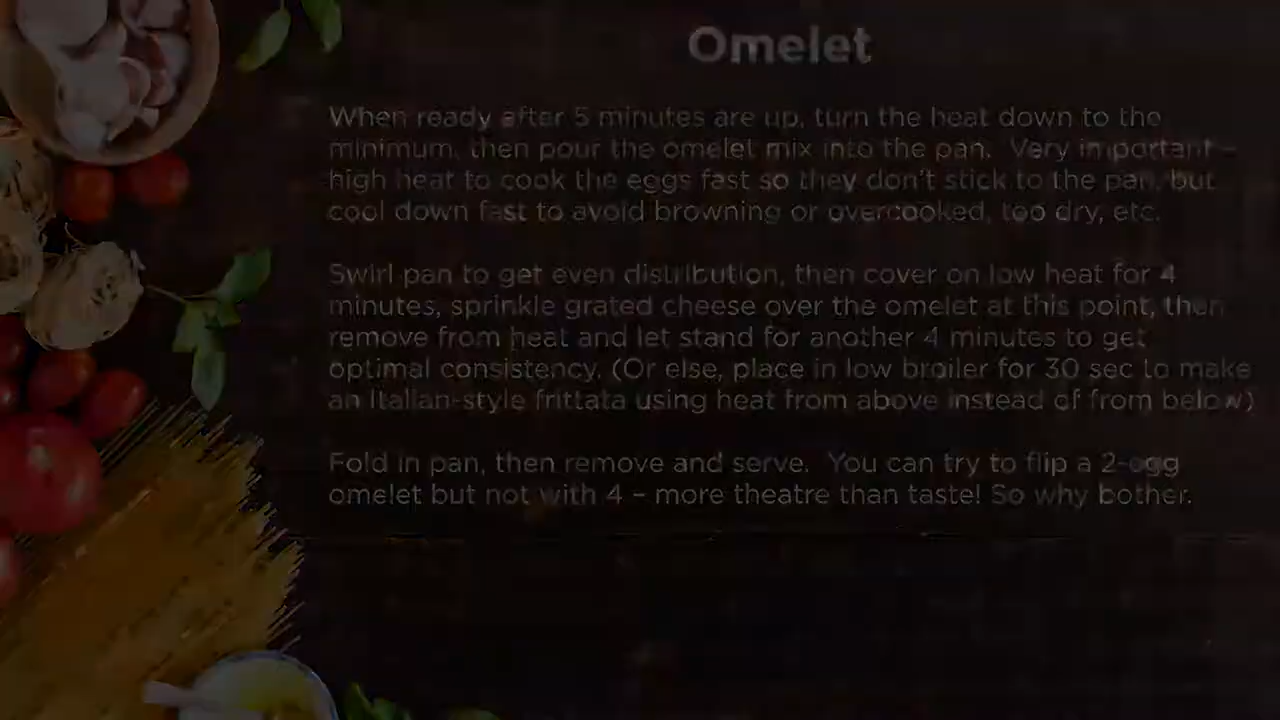 Omelet
When ready after 5 minutes are up, turn the heat down to the
minimum, then pour the omelet mix into the pan. Very important –
high heat to cook the eggs fast so they don't stick to the pan, but
cool down fast to avoid browning or overcooked, too dry, etc.
Swirl pan to get even distribution, then cover on low heat for 4
minutes, sprinkle grated cheese over the omelet at this point, then
remove from heat and let stand for another 4 minutes to get
optimal consistency. (Or else, place in low broiler for 30 sec to make
an Italian-style frittata using heat from above instead of from below)
Fold in pan, then remove and serve. You can try to flip a 2-egg
omelet but not with 4 – more theatre than taste! So why bother.